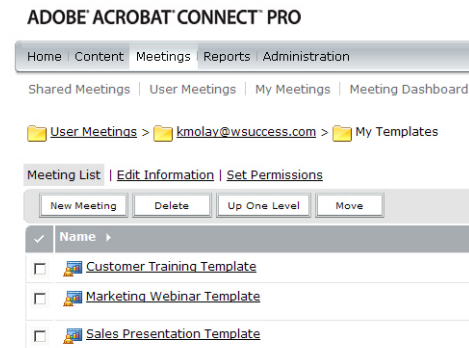 ADOBE® ACROBAT® CONNECT™ PRO
Home | Content | Meetings | Reports | Administration
Shared Meetings | User Meetings | My Meetings | Meeting Dashboard
User Meetings > kmolay@wsuccess.com > My Templates
Meeting List | Edit Information | Set Permissions
New Meeting Delete Up One Level Move
Name
Customer Training Template
Marketing Webinar Template
Sales Presentation Template